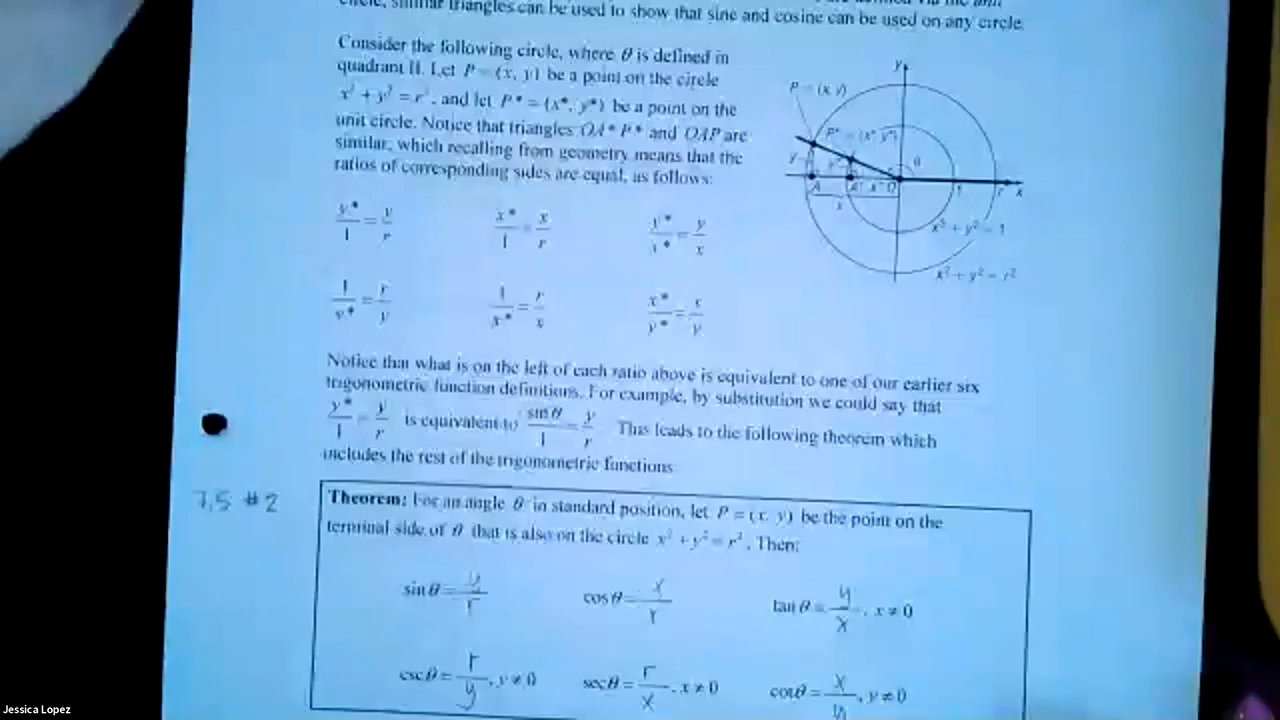 circle, similar triangles can be used to show that sine and cosine can be used on any circle.
Consider the following circle, where θ is defined in
quadrant II. Let P = (x, y) be a point on the circle
x² + y² = r², and let P* = (x*, y*) be a point on the
unit circle. Notice that triangles OA*P* and OAP are
similar, which recalling from geometry means that the
ratios of corresponding sides are equal, as follows:
y*/1 = y/r x*/1 = x/r y*/x* = y/x
1/y* = r/y 1/x* = r/x x*/y* = x/y
y
P = (x, y)
P* = (x*, y*)
y y* θ
A A* x* O 1 r x
x
x² + y² = 1
x² + y² = r²
Notice that what is on the left of each ratio above is equivalent to one of our earlier six
trigonometric function definitions. For example, by substitution we could say that
y*/1 = y/r is equivalent to sin θ/1 = y/r This leads to the following theorem which
includes the rest of the trigonometric functions
7.5 #2
Theorem: For an angle θ in standard position, let P = (x, y) be the point on the
terminal side of θ that is also on the circle x² + y² = r². Then:
sin θ = y/r cos θ = x/r tan θ = y/x, x ≠ 0
csc θ = r/y, y ≠ 0 sec θ = r/x, x ≠ 0 cot θ = x/y, y ≠ 0
Jessica Lopez